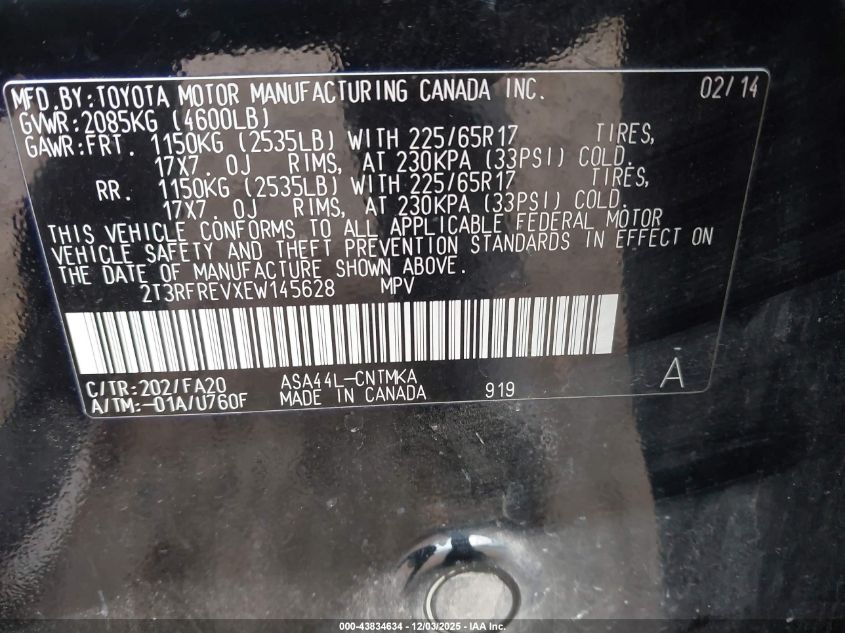 MFD.BY:TOYOTA MOTOR MANUFACTURING CANADA INC. 02/14
GVWR:2085KG (4600LB)
GAWR:FRT. 1150KG (2535LB) WITH 225/65R17 TIRES,
17X7.0J RIMS, AT 230KPA (33PSI) COLD.
RR. 1150KG (2535LB) WITH 225/65R17 TIRES,
17X7.0J RIMS, AT 230KPA (33PSI) COLD.
THIS VEHICLE CONFORMS TO ALL APPLICABLE FEDERAL MOTOR
VEHICLE SAFETY AND THEFT PREVENTION STANDARDS IN EFFECT ON
THE DATE OF MANUFACTURE SHOWN ABOVE.
2T3RFREVXEW145628 MPV
C/TR:202/FA20 ASA44L-CNTMKA
A/TM:-01A/U760F MADE IN CANADA 919
A
000-43834634 - 12/03/2025 - IAA Inc.